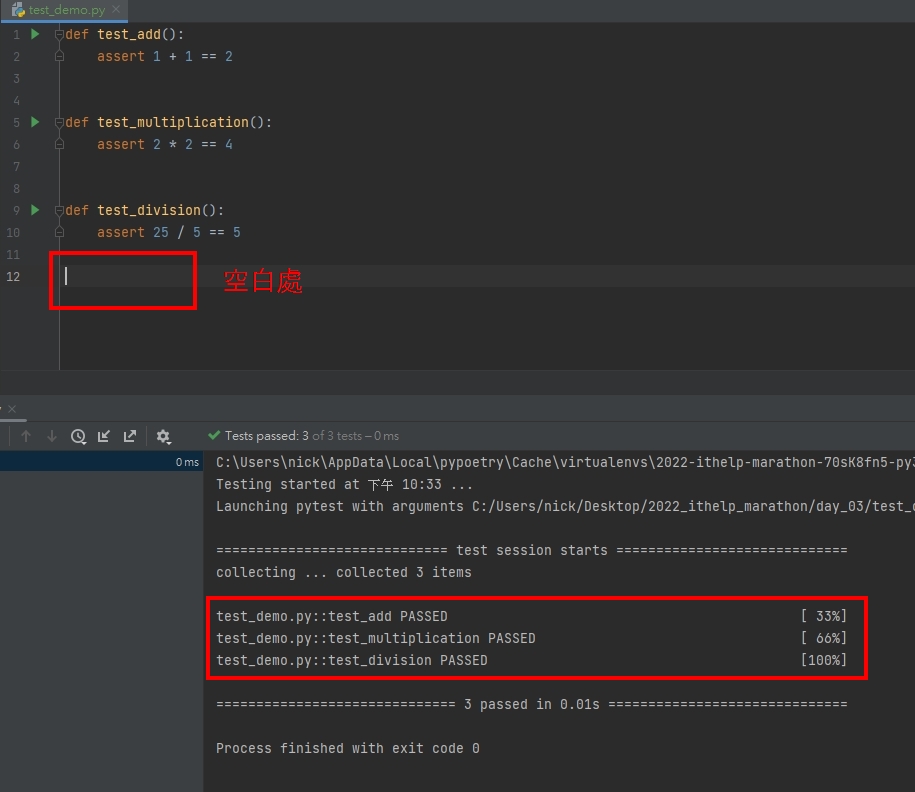 test_demo.py
1 def test_add():
2 assert 1 + 1 == 2
3
4
5 def test_multiplication():
6 assert 2 * 2 == 4
7
8
9 def test_division():
10 assert 25 / 5 == 5
11
12
空白處
Tests passed: 3 of 3 tests – 0 ms
0 ms
C:\Users\nick\AppData\Local\pypoetry\Cache\virtualenvs\2022-ithelp-marathon-70sK8fn5-py3
Testing started at 下午 10:33 ...
Launching pytest with arguments C:/Users/nick/Desktop/2022_ithelp_marathon/day_03/test_d
============================= test session starts =============================
collecting ... collected 3 items
test_demo.py::test_add PASSED [ 33%]
test_demo.py::test_multiplication PASSED [ 66%]
test_demo.py::test_division PASSED [100%]
============================== 3 passed in 0.01s ==============================
Process finished with exit code 0